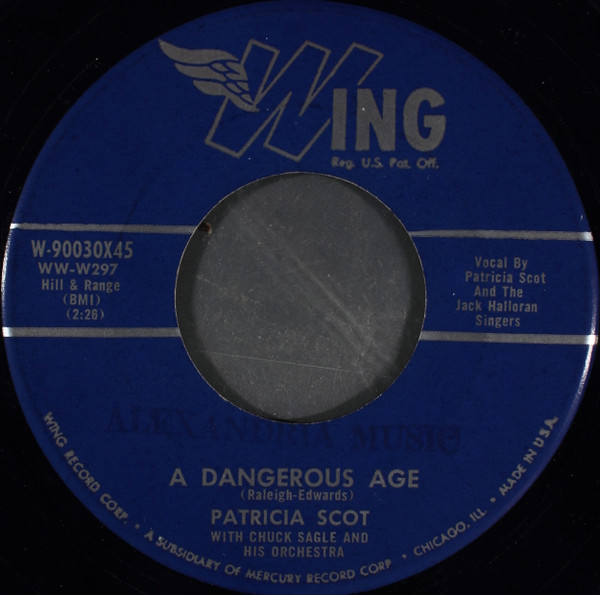 WING
Reg. U.S. Pat. Off.
W-90030X45
WW-W297
Hill & Range
(BMI)
(2:26)
Vocal By
Patricia Scot
And The
Jack Halloran
Singers
ALEXANDRIA MUSIC
A DANGEROUS AGE
(Raleigh-Edwards)
PATRICIA SCOT
WITH CHUCK SAGLE AND
HIS ORCHESTRA
WING RECORD CORP. • A SUBSIDIARY OF MERCURY RECORD CORP • CHICAGO, ILL. • MADE IN U.S.A.